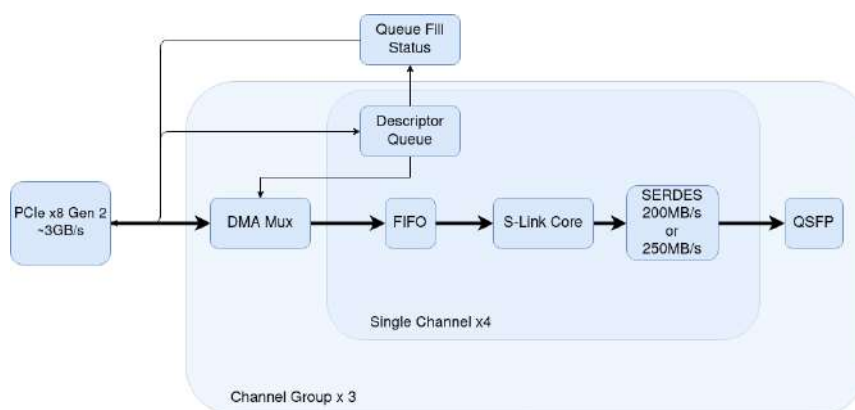 Queue Fill
Status
Descriptor
Queue
PCIe x8 Gen 2
~3GB/s
DMA Mux
FIFO
S-Link Core
SERDES
200MB/s
or
250MB/s
QSFP
Single Channel x4
Channel Group x 3